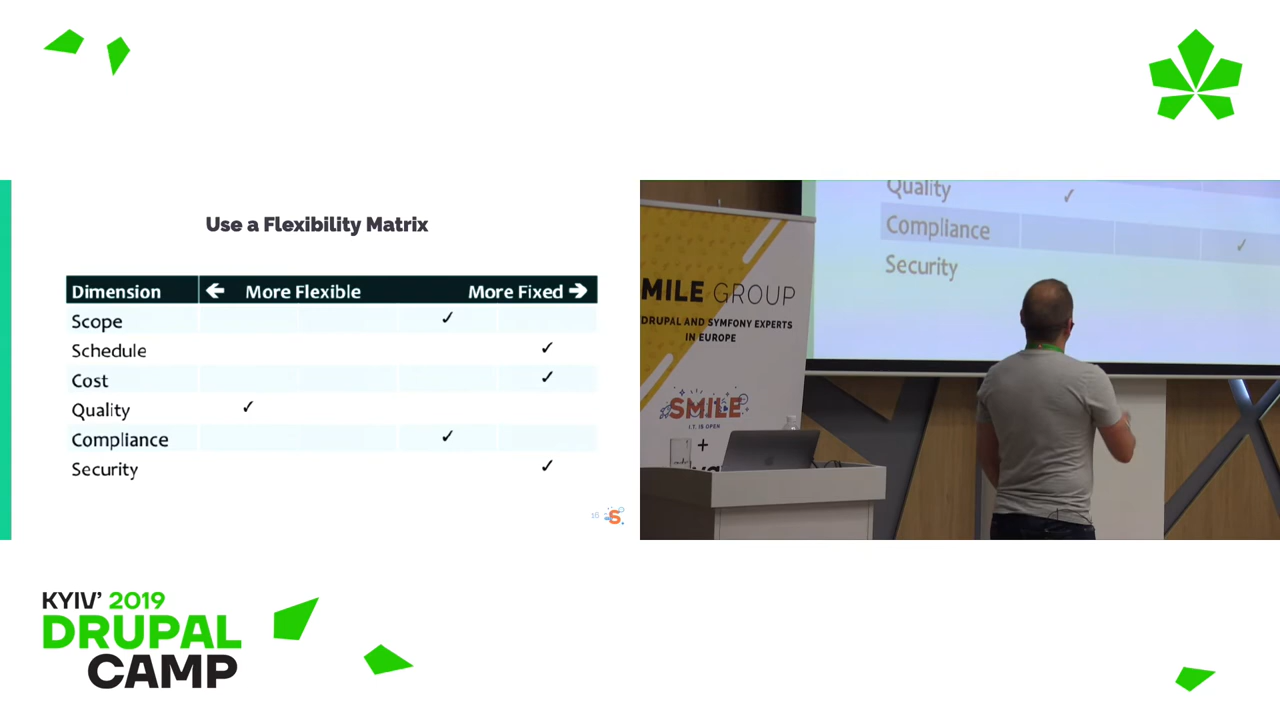 Use a Flexibility Matrix
Dimension ← More Flexible More Fixed →
Scope ✓
Schedule ✓
Cost ✓
Quality ✓
Compliance ✓
Security ✓
16 S
Quality ✓
Compliance ✓
Security
MILE GROUP
DRUPAL AND SYMFONY EXPERTS
IN EUROPE
SMILE
I.T. IS OPEN
+
KYIV' 2019
DRUPAL
CAMP